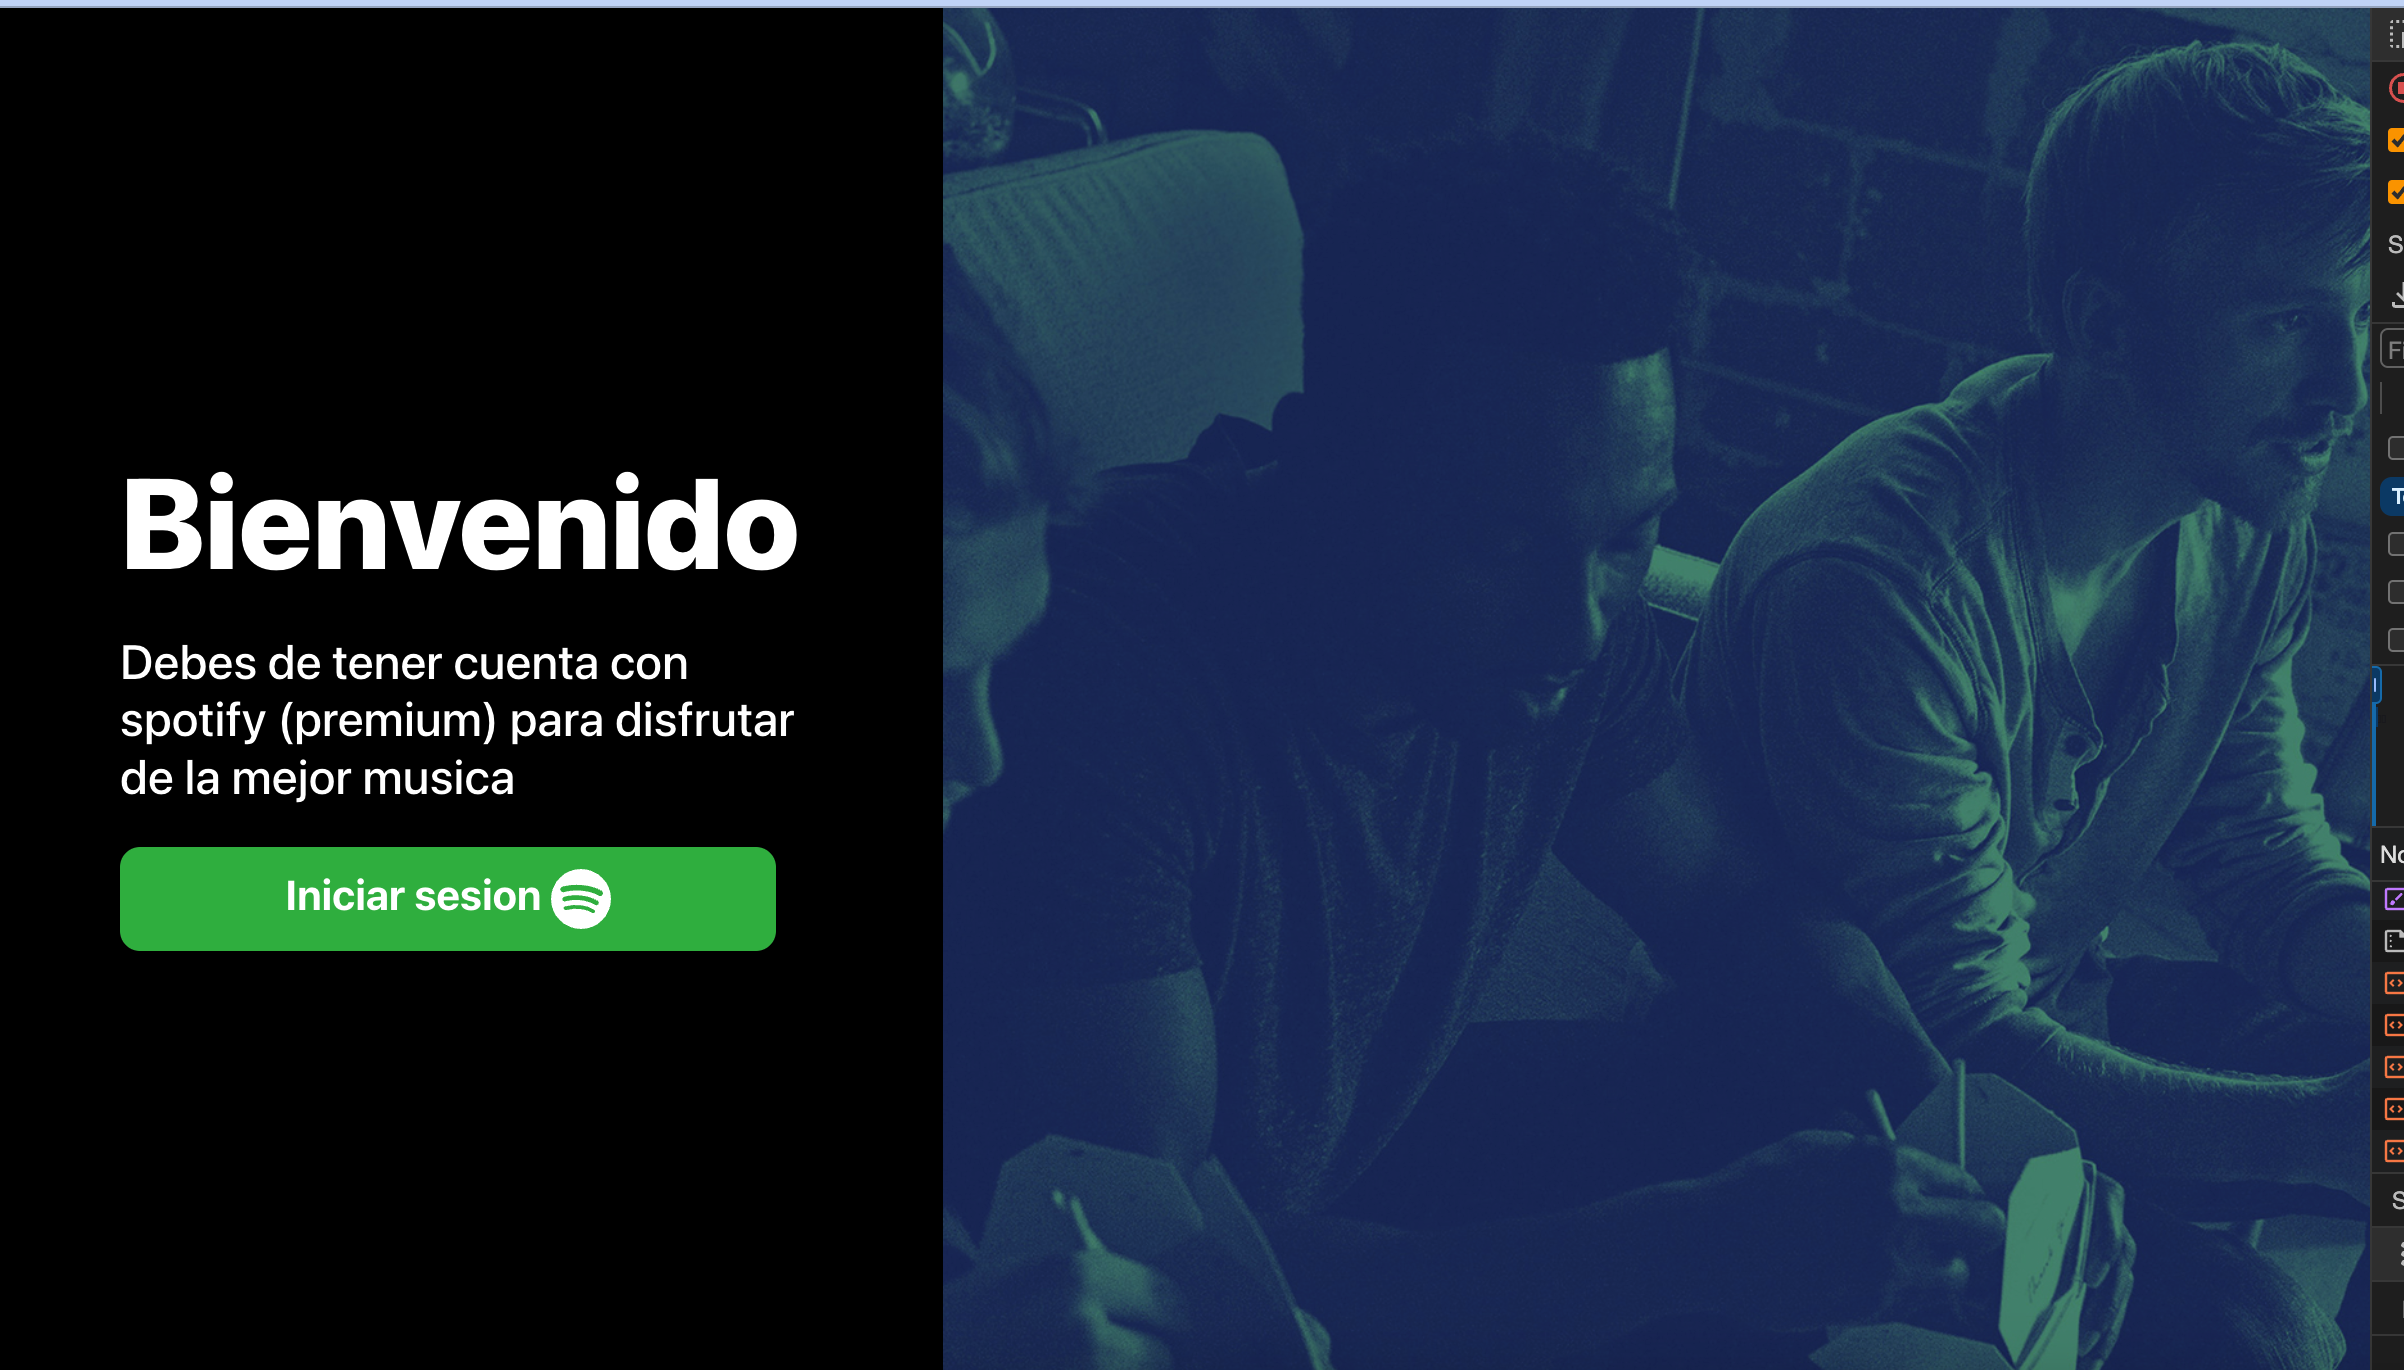 Bienvenido
Debes de tener cuenta con
spotify (premium) para disfrutar
de la mejor musica
Iniciar sesion